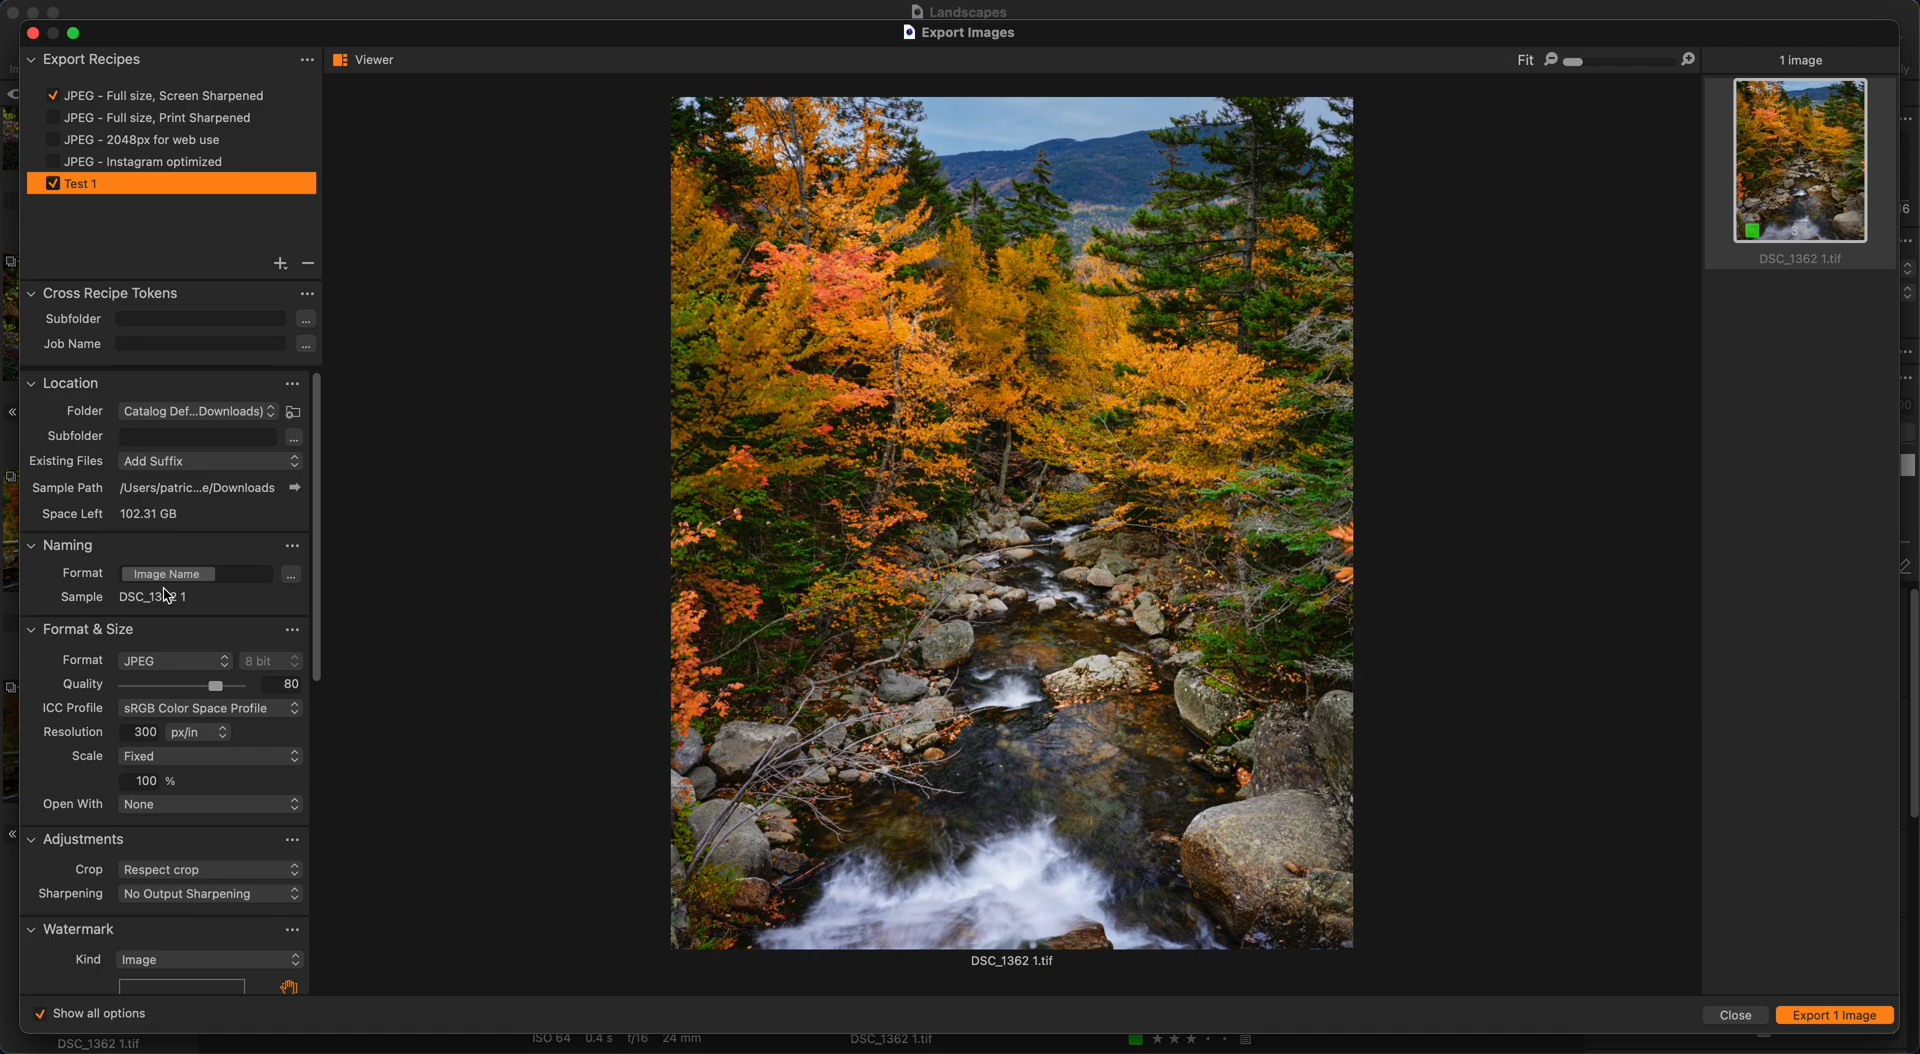 Landscapes
Export Images
Export Recipes
...
Viewer
Fit
1 image
JPEG - Full size, Screen Sharpened
JPEG - Full size, Print Sharpened
JPEG - 2048px for web use
JPEG - Instagram optimized
Test 1
DSC_1362 1.tif
Cross Recipe Tokens
...
Subfolder
...
Job Name
...
Location
...
Folder Catalog Def...Downloads)
Subfolder
...
Existing Files Add Suffix
Sample Path /Users/patric...e/Downloads
Space Left 102.31 GB
Naming
...
Format Image Name
...
Sample
Format & Size
...
Format JPEG 8 bit
Quality 80
ICC Profile sRGB Color Space Profile
Resolution 300 px/in
Scale Fixed
100 %
Open With None
Adjustments
...
Crop Respect crop
Sharpening No Output Sharpening
Watermark
...
Kind Image
DSC_1362 1.tif
Show all options
Close
Export 1 Image
DSC_1362 1.tif
ISO 64 0.4 s f/16 24 mm
DSC_1362 1.tif